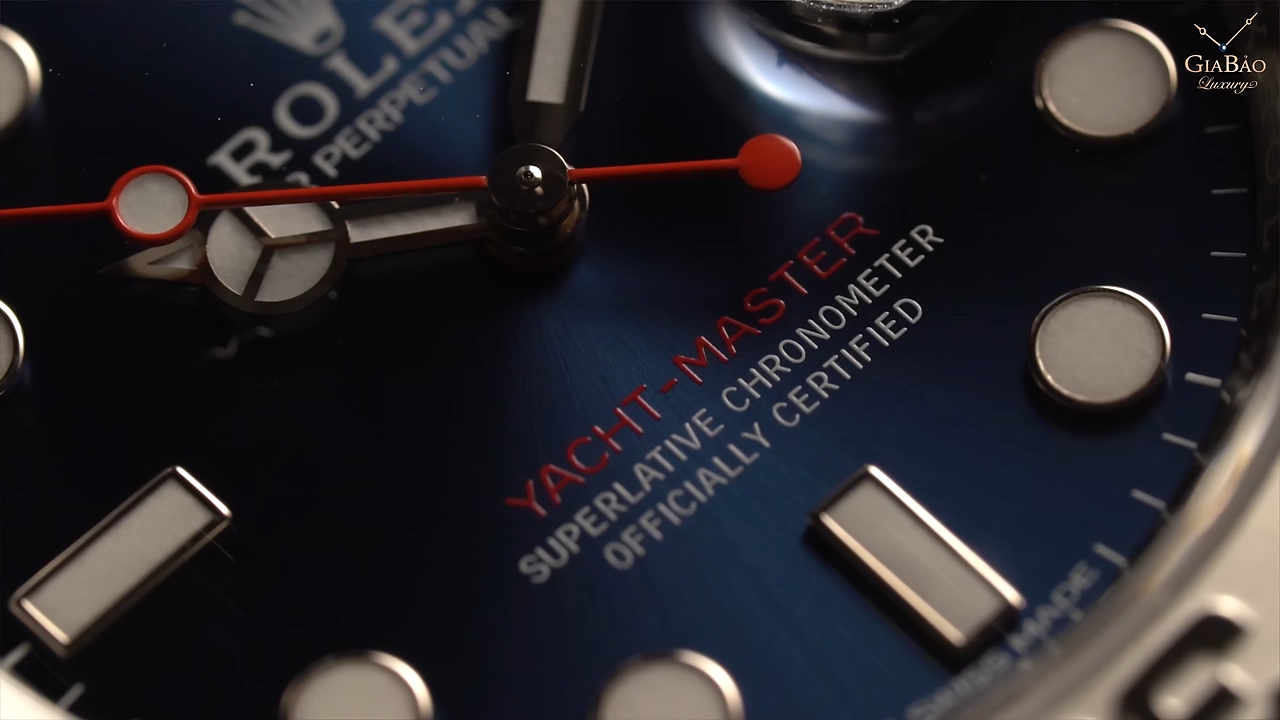 ROLEX
PERPETUAL
YACHT-MASTER
SUPERLATIVE CHRONOMETER
OFFICIALLY CERTIFIED
SWISS MADE
GIABẢO
Luxury